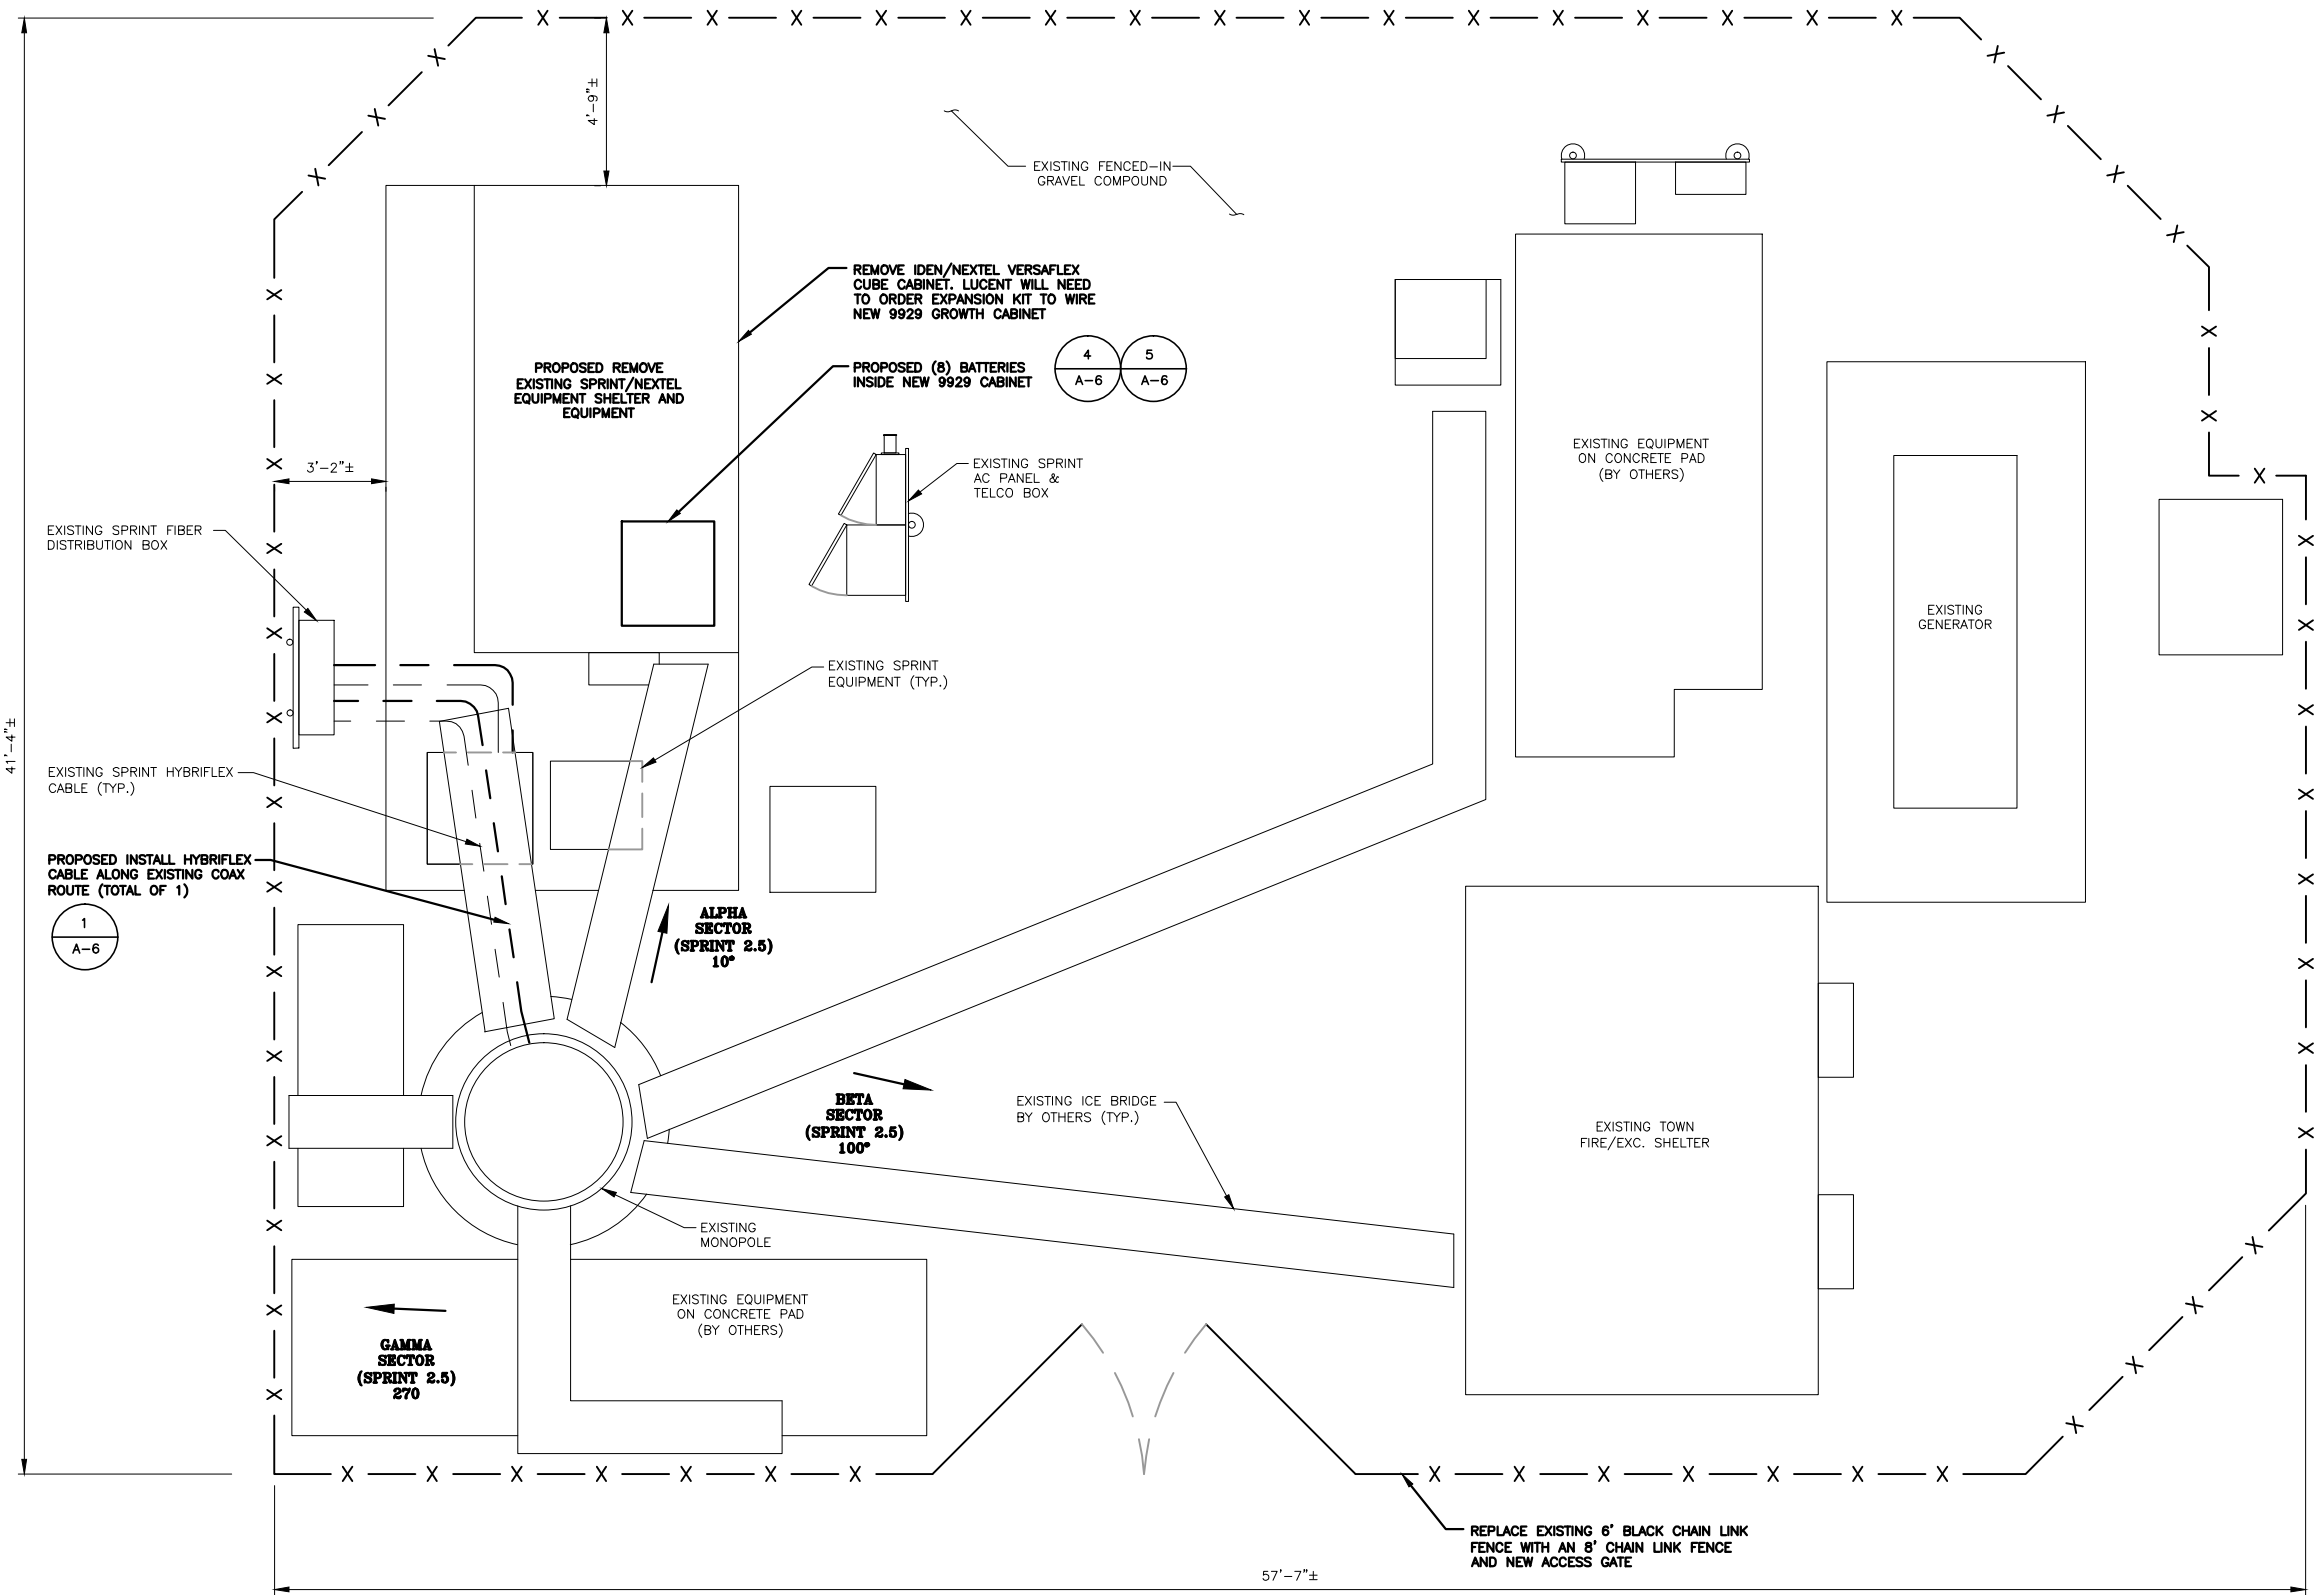 4'-9"±
EXISTING FENCED-IN
GRAVEL COMPOUND
REMOVE IDEN/NEXTEL VERSAFLEX
CUBE CABINET. LUCENT WILL NEED
TO ORDER EXPANSION KIT TO WIRE
NEW 9929 GROWTH CABINET
PROPOSED REMOVE
EXISTING SPRINT/NEXTEL
EQUIPMENT SHELTER AND
EQUIPMENT
PROPOSED (8) BATTERIES
INSIDE NEW 9929 CABINET
4
A-6
5
A-6
3'-2"±
EXISTING SPRINT
AC PANEL &
TELCO BOX
EXISTING EQUIPMENT
ON CONCRETE PAD
(BY OTHERS)
EXISTING SPRINT FIBER
DISTRIBUTION BOX
EXISTING
GENERATOR
EXISTING SPRINT
EQUIPMENT (TYP.)
41'-4"±
EXISTING SPRINT HYBRIFLEX
CABLE (TYP.)
PROPOSED INSTALL HYBRIFLEX
CABLE ALONG EXISTING COAX
ROUTE (TOTAL OF 1)
1
A-6
ALPHA
SECTOR
(SPRINT 2.5)
10°
BETA
SECTOR
(SPRINT 2.5)
100°
EXISTING ICE BRIDGE
BY OTHERS (TYP.)
EXISTING TOWN
FIRE/EXC. SHELTER
EXISTING
MONOPOLE
EXISTING EQUIPMENT
ON CONCRETE PAD
(BY OTHERS)
GAMMA
SECTOR
(SPRINT 2.5)
270
REPLACE EXISTING 6' BLACK CHAIN LINK
FENCE WITH AN 8' CHAIN LINK FENCE
AND NEW ACCESS GATE
57'-7"±